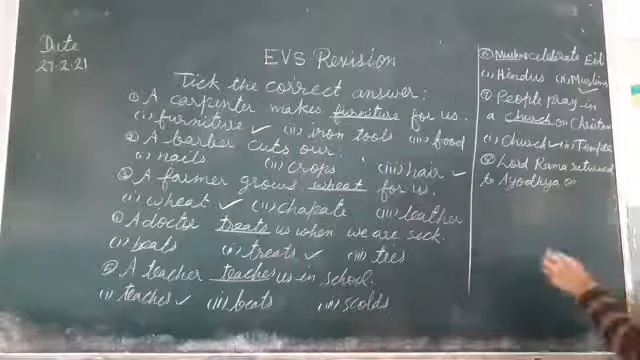 Date
27.2.21
EVS Revision
Tick the correct answer:
① A carpenter makes furniture for us.
(i) furniture ✓ (ii) iron tools (iii) food
② A barber cuts our
(i) nails (ii) crops (iii) hair ✓
③ A farmer grows wheat for us.
(i) wheat ✓ (ii) chapate (iii) leather
④ A doctor treats us when we are sick.
(i) beats (ii) treats ✓ (iii) ties
⑤ A teacher teaches us in school.
(i) teaches ✓ (ii) beats (iii) scolds
⑥ Muslims celebrate Eid
(i) Hindus (ii) Muslims ✓
⑦ People pray in
a church on Christmas
(i) Church ✓ (ii) Temple
⑧ Lord Rama returned
to Ayodhya on